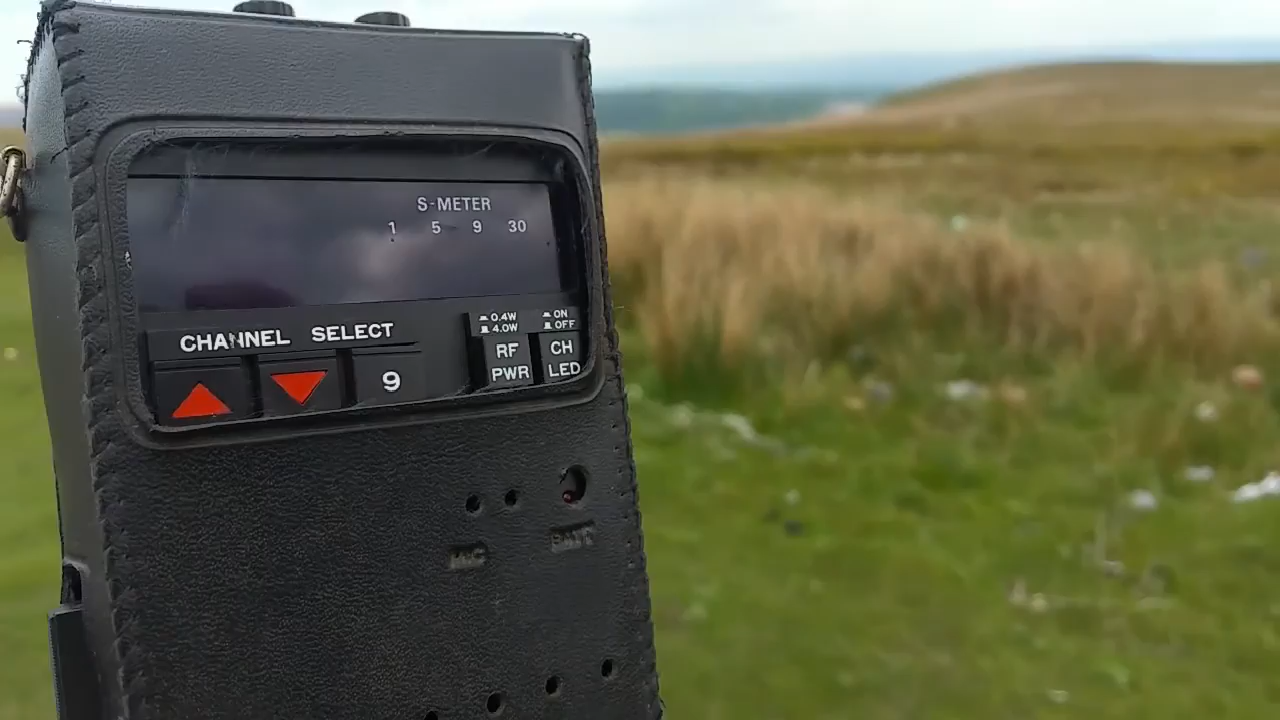 S-METER
1 5 9 30
CHANNEL SELECT
0.4W
4.0W
ON
OFF
9
RF
PWR
CH
LED
MIC
BATT